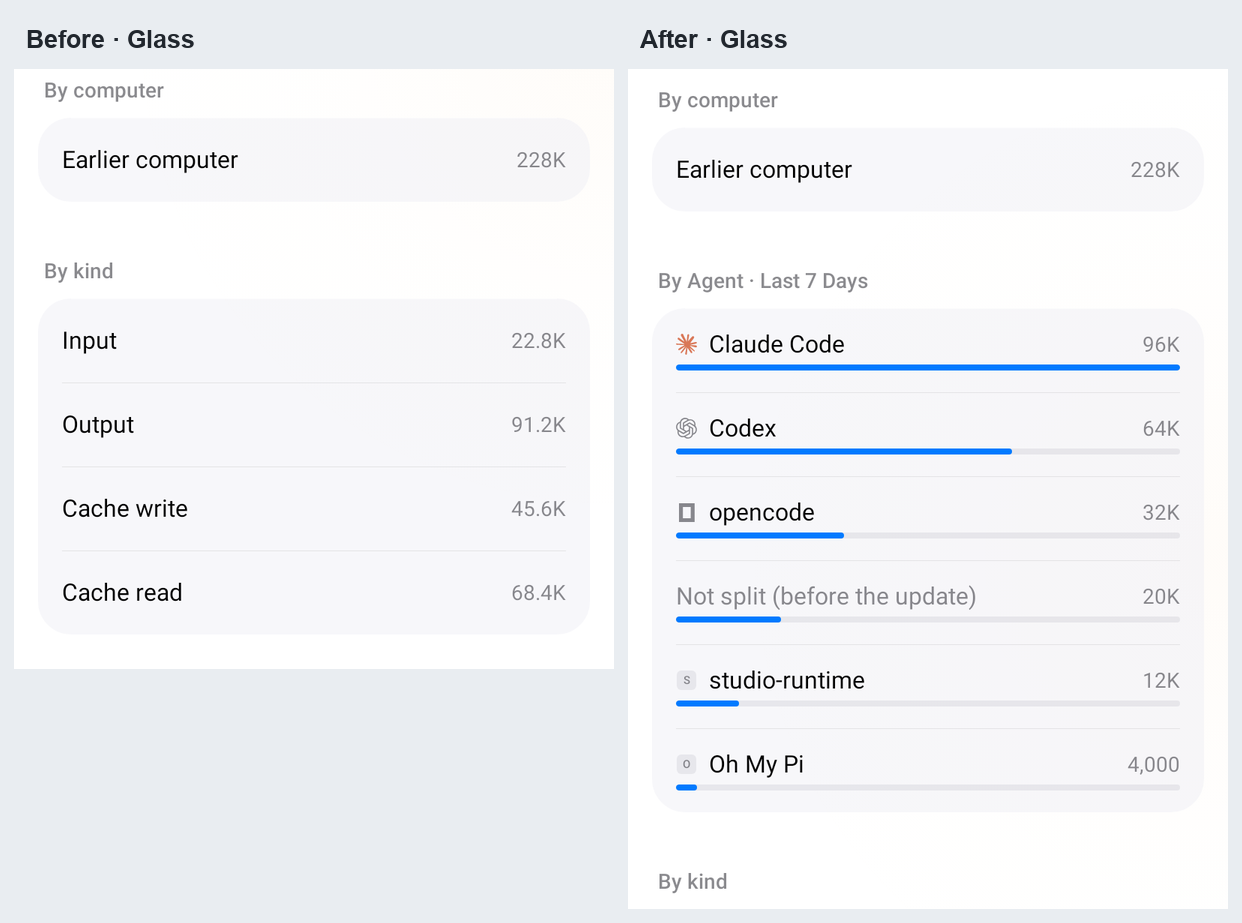 Before · Glass
By computer
Earlier computer 228K
By kind
Input 22.8K
Output 91.2K
Cache write 45.6K
Cache read 68.4K
After · Glass
By computer
Earlier computer 228K
By Agent · Last 7 Days
Claude Code 96K
Codex 64K
opencode 32K
Not split (before the update) 20K
S studio-runtime 12K
O Oh My Pi 4,000
By kind